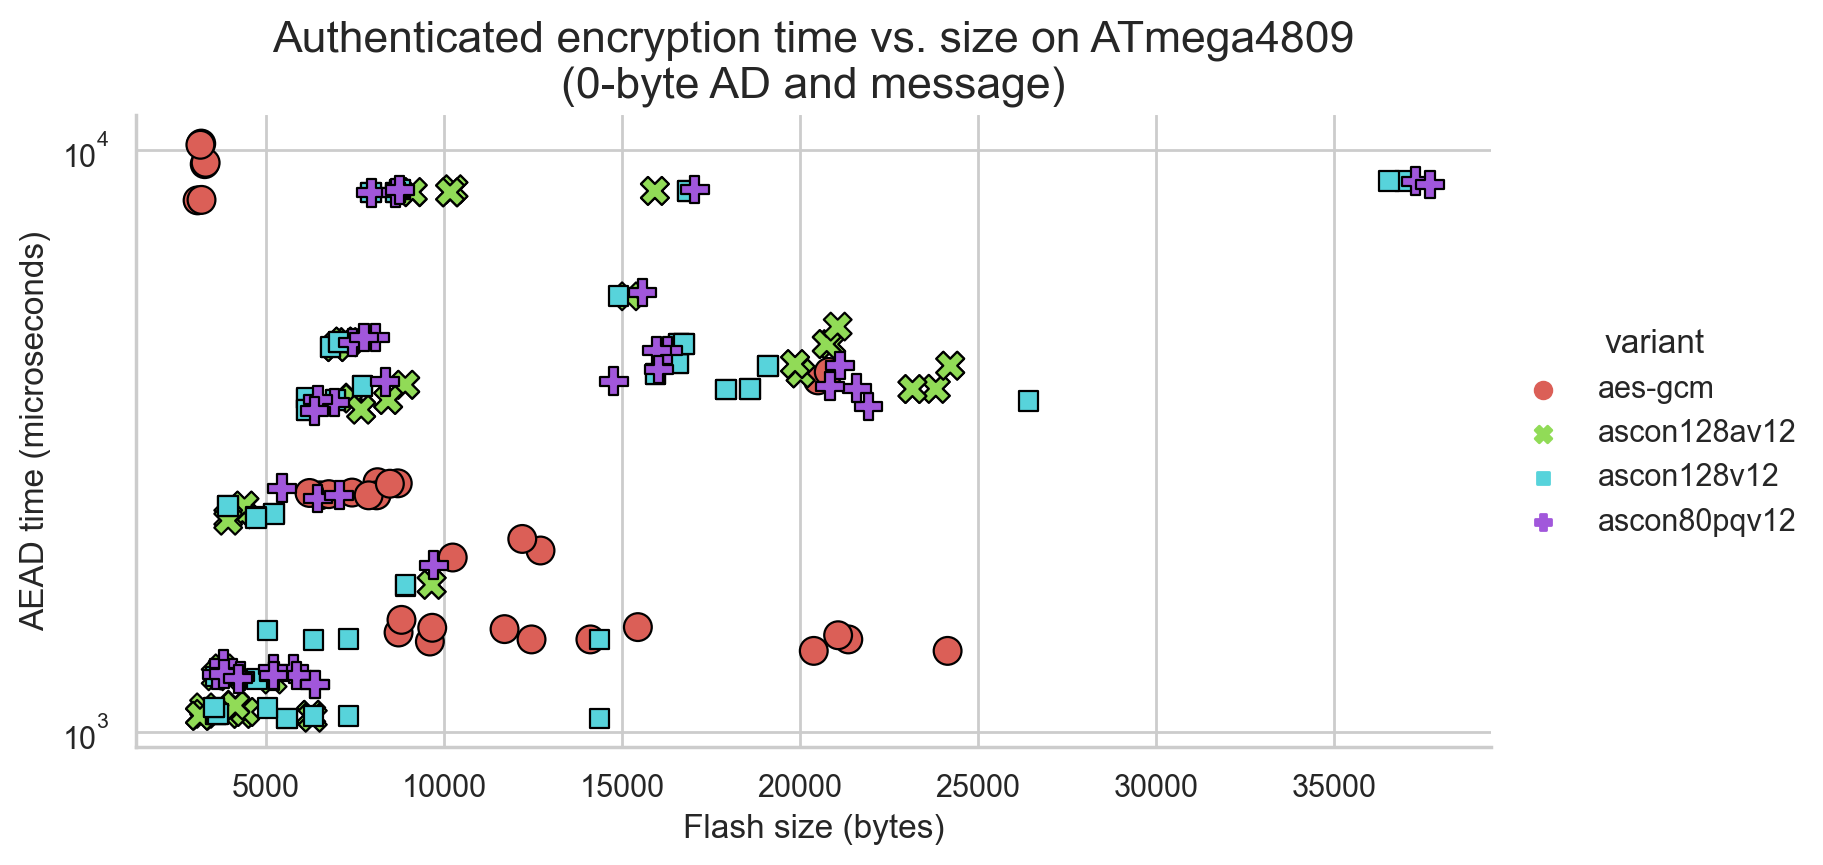 Authenticated encryption time vs. size on ATmega4809
(0-byte AD and message)
10^4
10^3
AEAD time (microseconds)
5000 10000 15000 20000 25000 30000 35000
Flash size (bytes)
variant
aes-gcm
ascon128av12
ascon128v12
ascon80pqv12